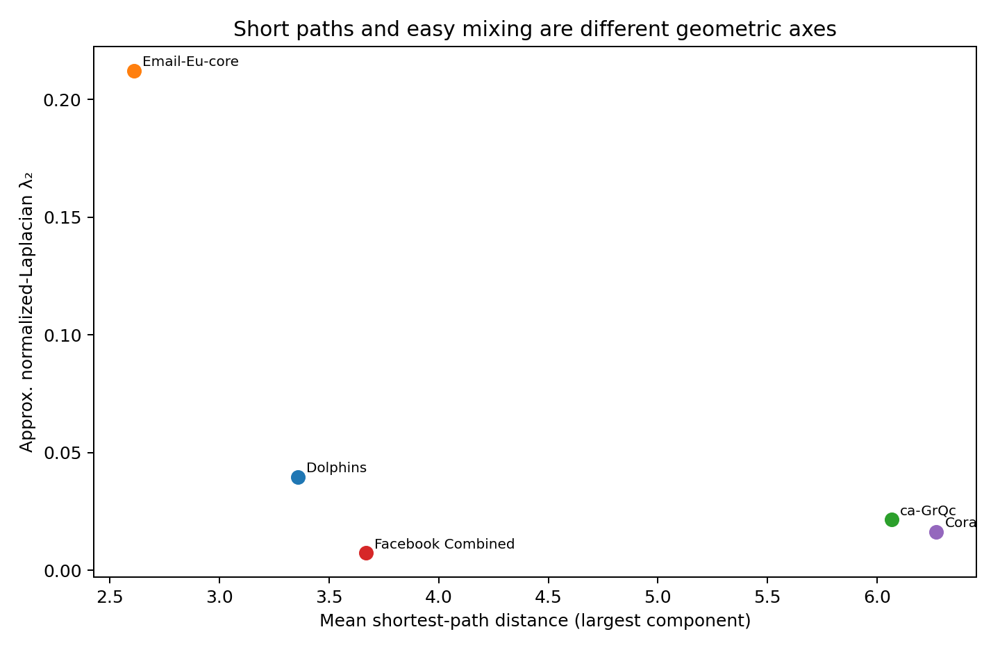 Short paths and easy mixing are different geometric axes
Email-Eu-core
0.20
0.15
0.10
0.05
0.00
Approx. normalized-Laplacian λ₂
Dolphins
ca-GrQc
Cora
Facebook Combined
2.5 3.0 3.5 4.0 4.5 5.0 5.5 6.0
Mean shortest-path distance (largest component)